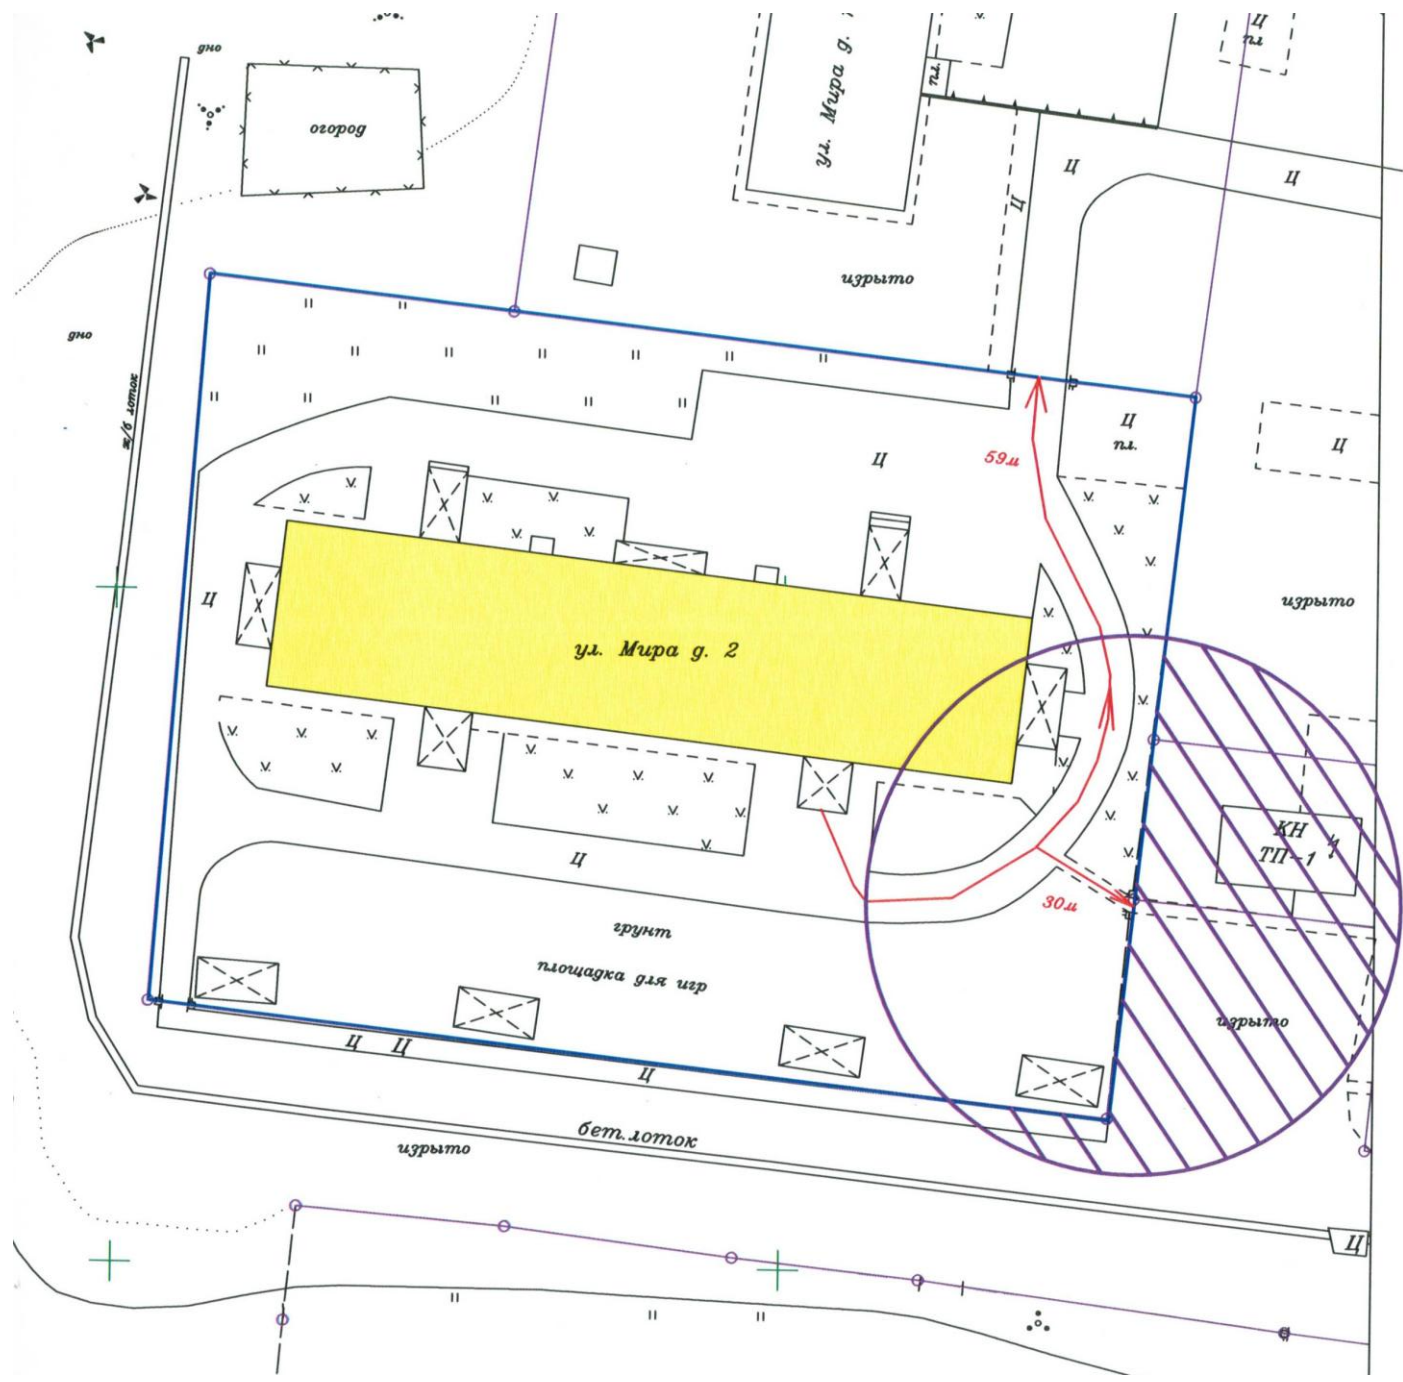 дно
Ц
пл
пл.
ул. Мира д.
огород
Ц
Ц
Ц
изрыто
дно
ж/б лоток
Ц
пл.
59м
Ц
Ц
Ц
изрыто
ул. Мира д. 2
КН
ТП-1
Ц
30м
грунт
площадка для игр
изрыто
Ц Ц
Ц
бет.лоток
изрыто
Ц